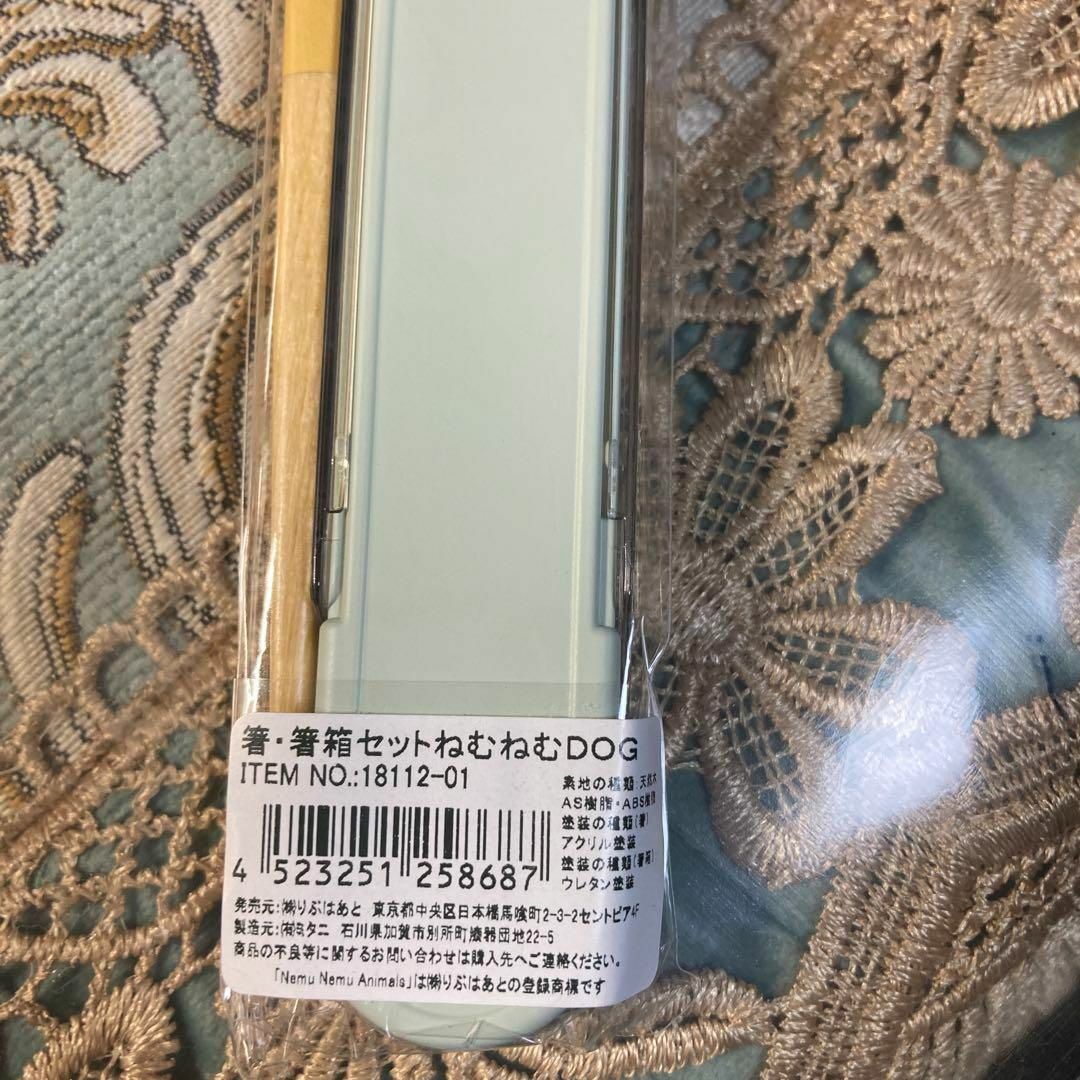 箸・箸箱セットねむねむDOG
ITEM NO.:18112-01
素地の種類:天然木
AS樹脂・ABS樹脂
塗装の種類(箸)
アクリル塗装
塗装の種類(箸箱)
ウレタン塗装
4 523251 258687
発売元:㈱りぶはあと 東京都中央区日本橋馬喰町2-3-2セントピア4F
製造元:㈲ミタニ 石川県加賀市別所町漆器団地22-5
商品の不良等に関するお問い合わせは購入先へご連絡ください。
「Nemu Nemu Animals」は㈱りぶはあとの登録商標です